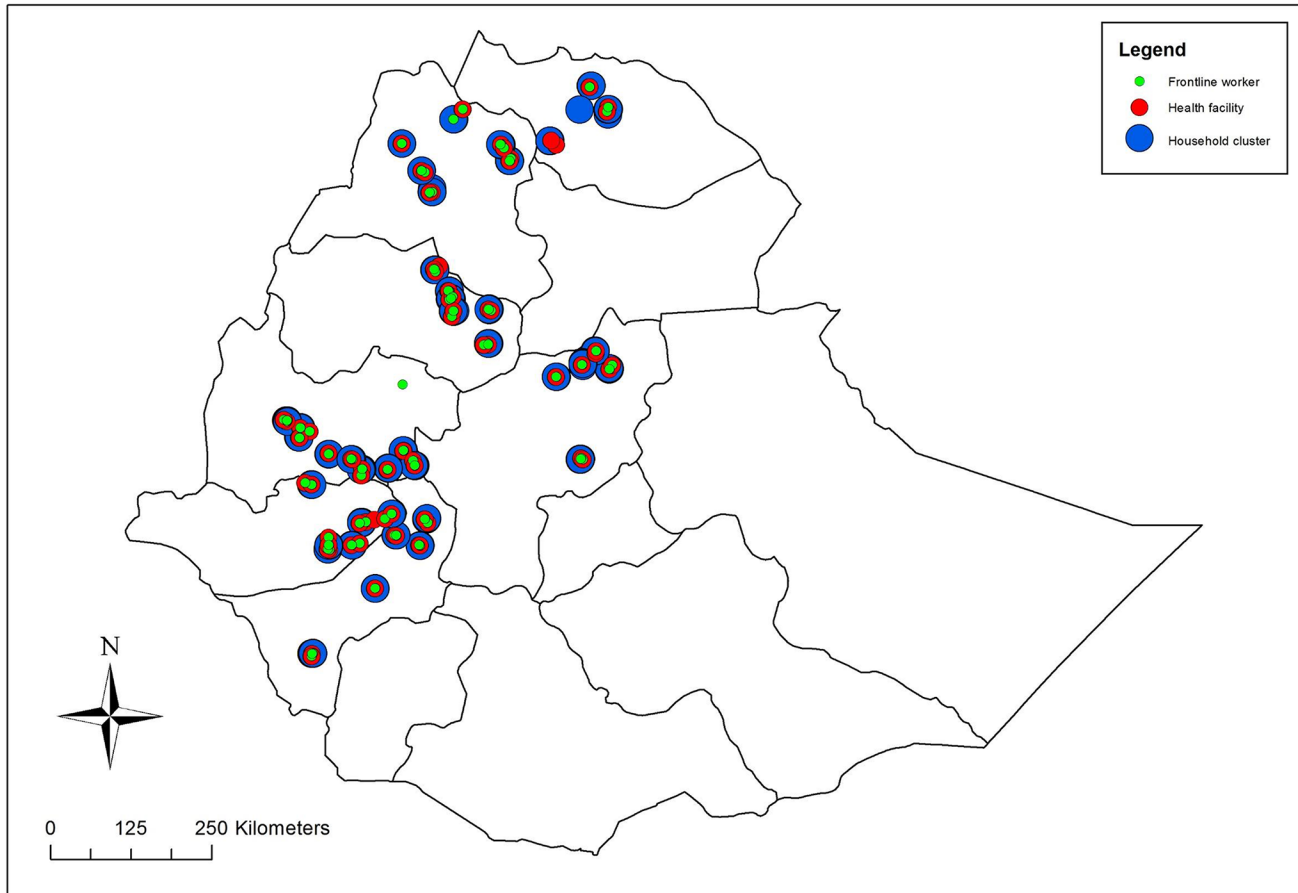 Legend
Frontline worker
Health facility
Household cluster
N
0 125 250 Kilometers